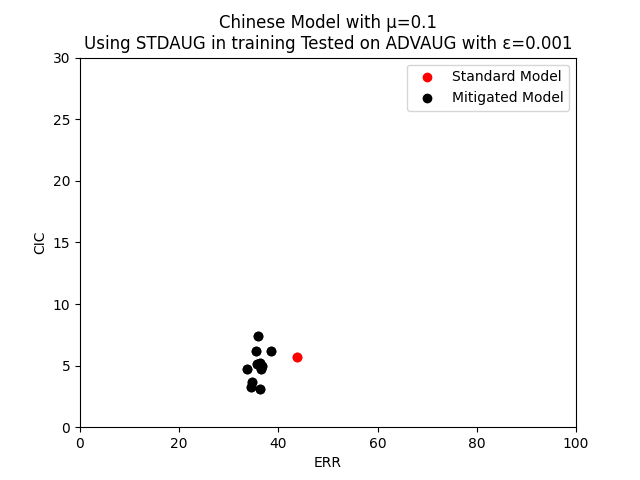 Chinese Model with μ=0.1
Using STDAUG in training Tested on ADVAUG with ε=0.001
Standard Model
Mitigated Model
30
25
20
15
10
5
0
CIC
0 20 40 60 80 100
ERR